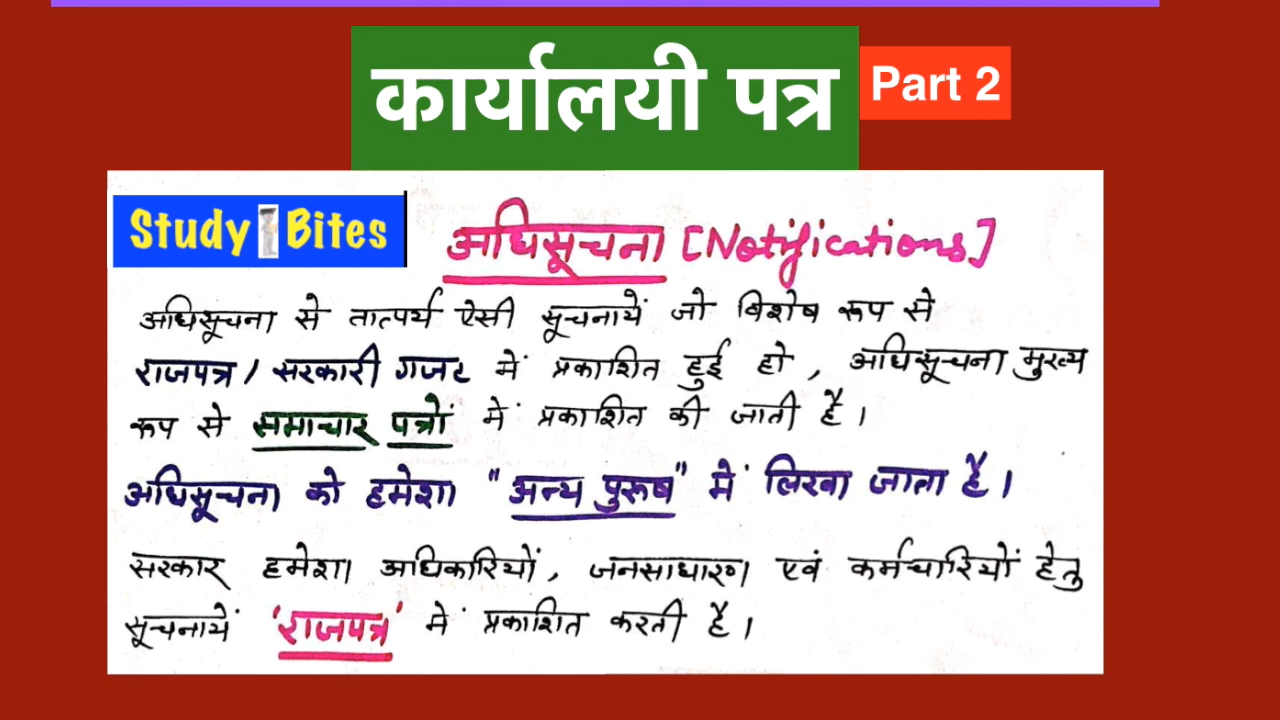 कार्यालयी पत्र
Part 2
Study Bites
अधिसूचना [Notifications]
अधिसूचना से तात्पर्य ऐसी सूचनायें जो विशेष रूप से
राजपत्र / सरकारी गजट में प्रकाशित हुई हो , अधिसूचना मुख्य
रूप से समाचार पत्रों में प्रकाशित की जाती है ।
अधिसूचना को हमेशा "अन्य पुरूष" में लिखा जाता है ।
सरकार हमेशा अधिकारियों, जनसाधारण एवं कर्मचारियों हेतु
सूचनायें 'राजपत्र' में प्रकाशित करती है ।